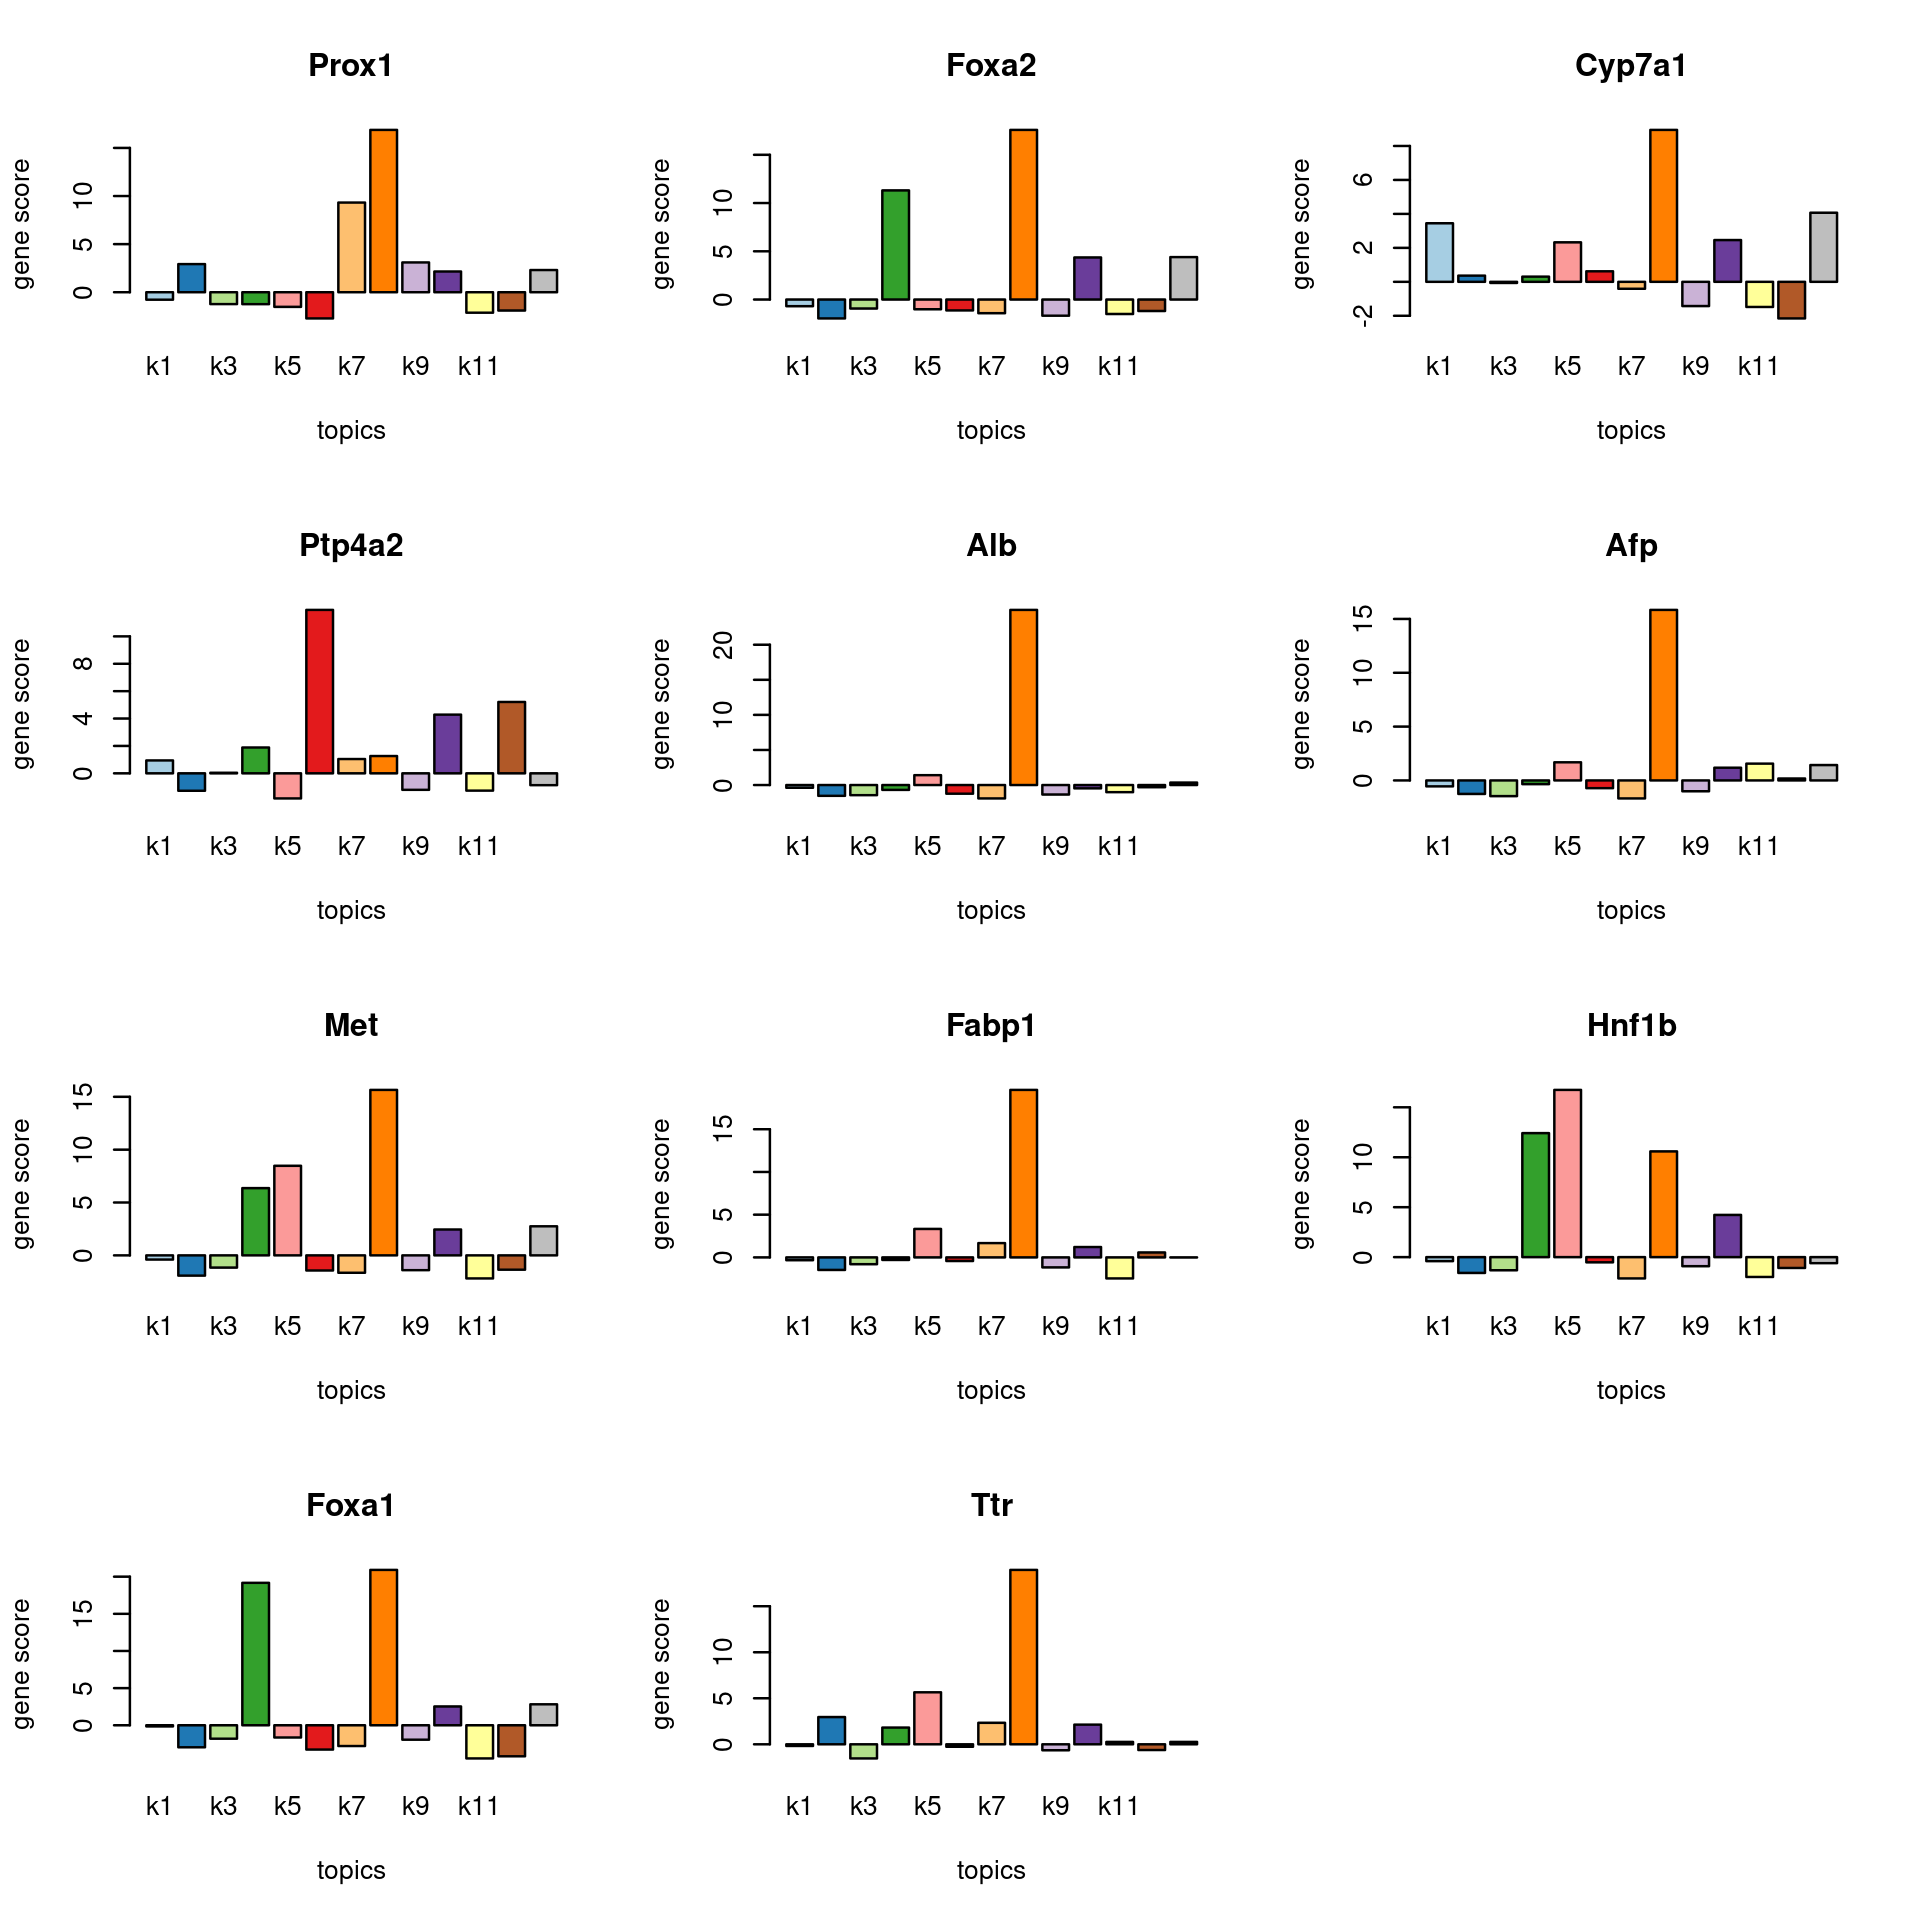 Prox1
gene score
0 5 10
k1 k3 k5 k7 k9 k11
topics
Foxa2
gene score
0 5 10
k1 k3 k5 k7 k9 k11
topics
Cyp7a1
gene score
-2 2 6
k1 k3 k5 k7 k9 k11
topics
Ptp4a2
gene score
0 4 8
k1 k3 k5 k7 k9 k11
topics
Alb
gene score
0 10 20
k1 k3 k5 k7 k9 k11
topics
Afp
gene score
0 5 10 15
k1 k3 k5 k7 k9 k11
topics
Met
gene score
0 5 10 15
k1 k3 k5 k7 k9 k11
topics
Fabp1
gene score
0 5 15
k1 k3 k5 k7 k9 k11
topics
Hnf1b
gene score
0 5 10
k1 k3 k5 k7 k9 k11
topics
Foxa1
gene score
0 5 15
k1 k3 k5 k7 k9 k11
topics
Ttr
gene score
0 5 10
k1 k3 k5 k7 k9 k11
topics